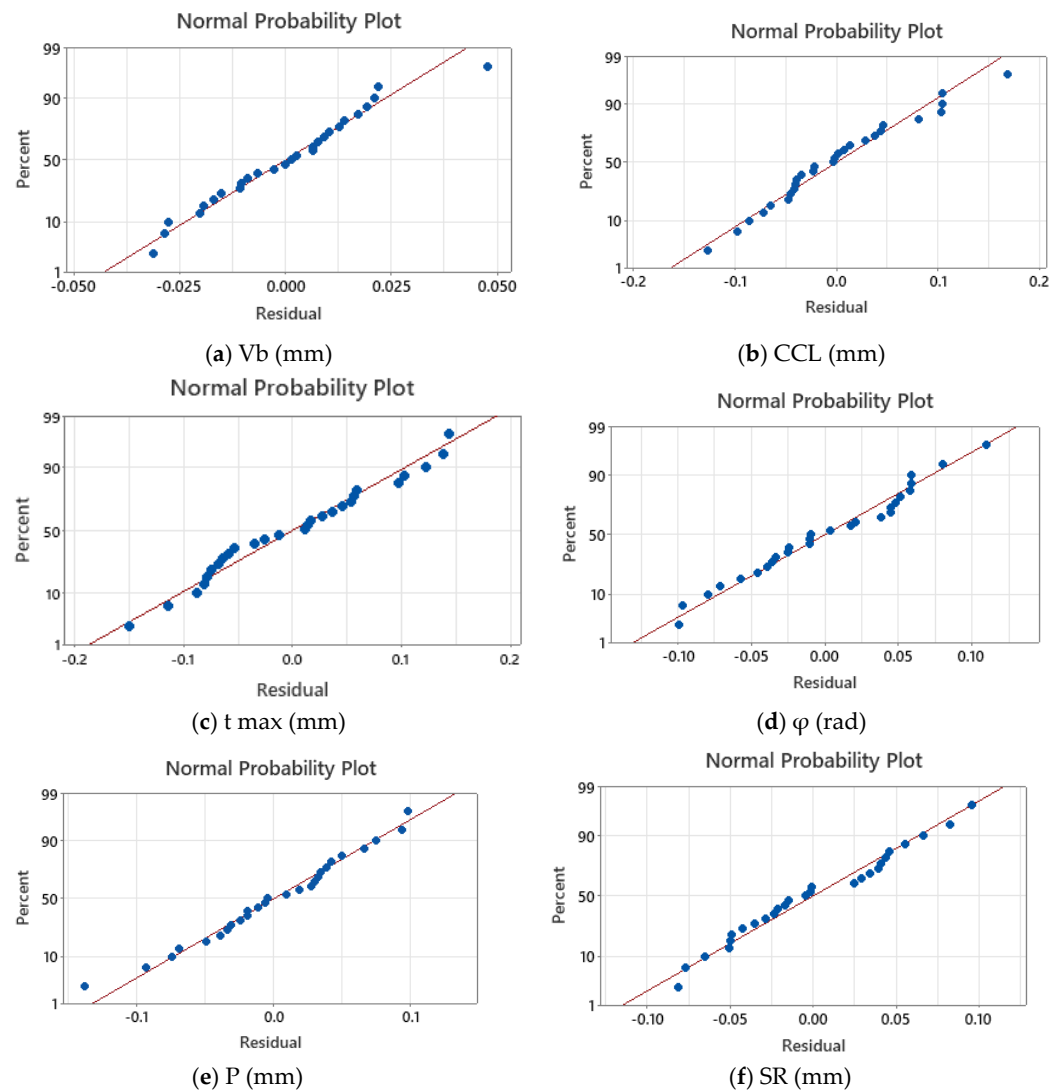 Normal Probability Plot
99
90
50
10
1
Percent
-0.050
-0.025
0.000
0.025
0.050
Residual
(a) Vb (mm)
Normal Probability Plot
99
90
50
10
1
Percent
-0.2
-0.1
0.0
0.1
0.2
Residual
(b) CCL (mm)
Normal Probability Plot
99
90
50
10
1
Percent
-0.2
-0.1
0.0
0.1
0.2
Residual
(c) t max (mm)
Normal Probability Plot
99
90
50
10
1
Percent
-0.10
-0.05
0.00
0.05
0.10
Residual
(d) φ (rad)
Normal Probability Plot
99
90
50
10
1
Percent
-0.1
0.0
0.1
Residual
(e) P (mm)
Normal Probability Plot
99
90
50
10
1
Percent
-0.10
-0.05
0.00
0.05
0.10
Residual
(f) SR (mm)